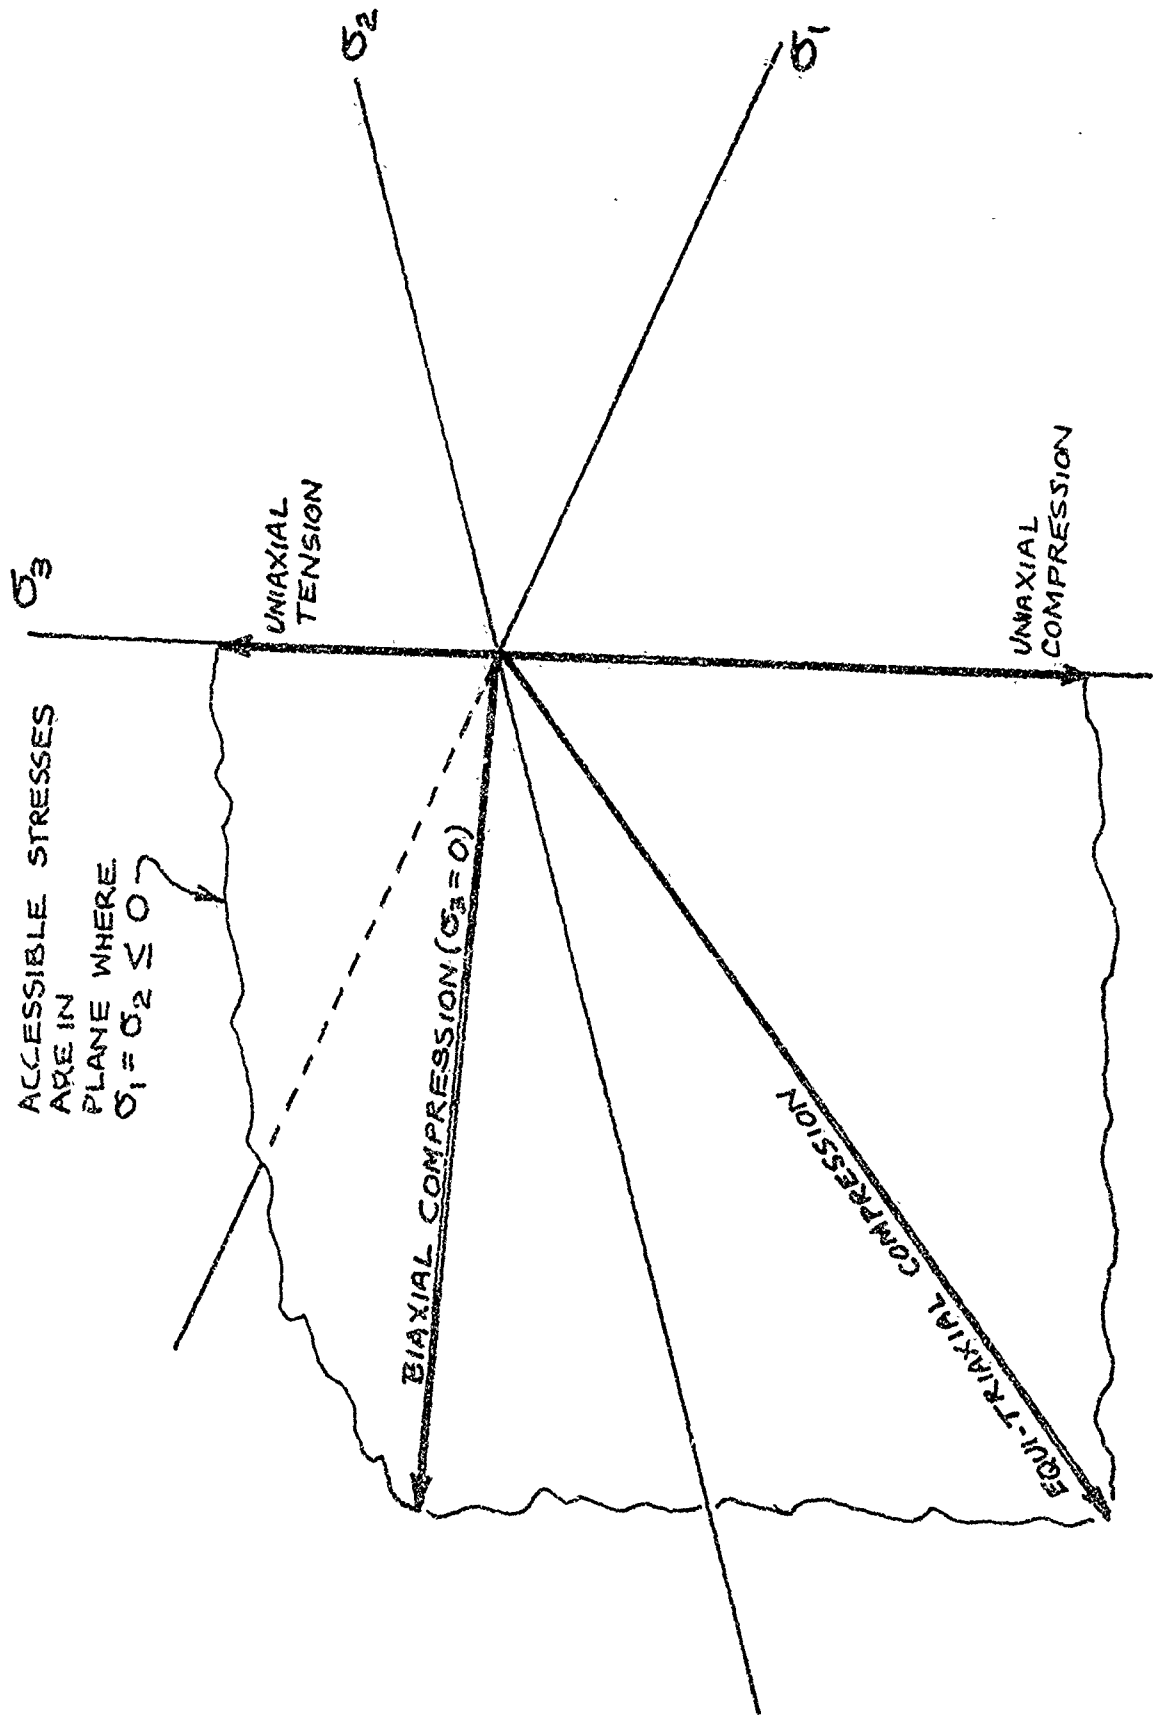 σ₃
ACCESSIBLE STRESSES
ARE IN
PLANE WHERE
σ₁ = σ₂ ≤ 0
σ₂
UNIAXIAL
TENSION
BIAXIAL COMPRESSION (σ₃ = 0)
σ₁
EQUI-TRIAXIAL COMPRESSION
UNIAXIAL
COMPRESSION